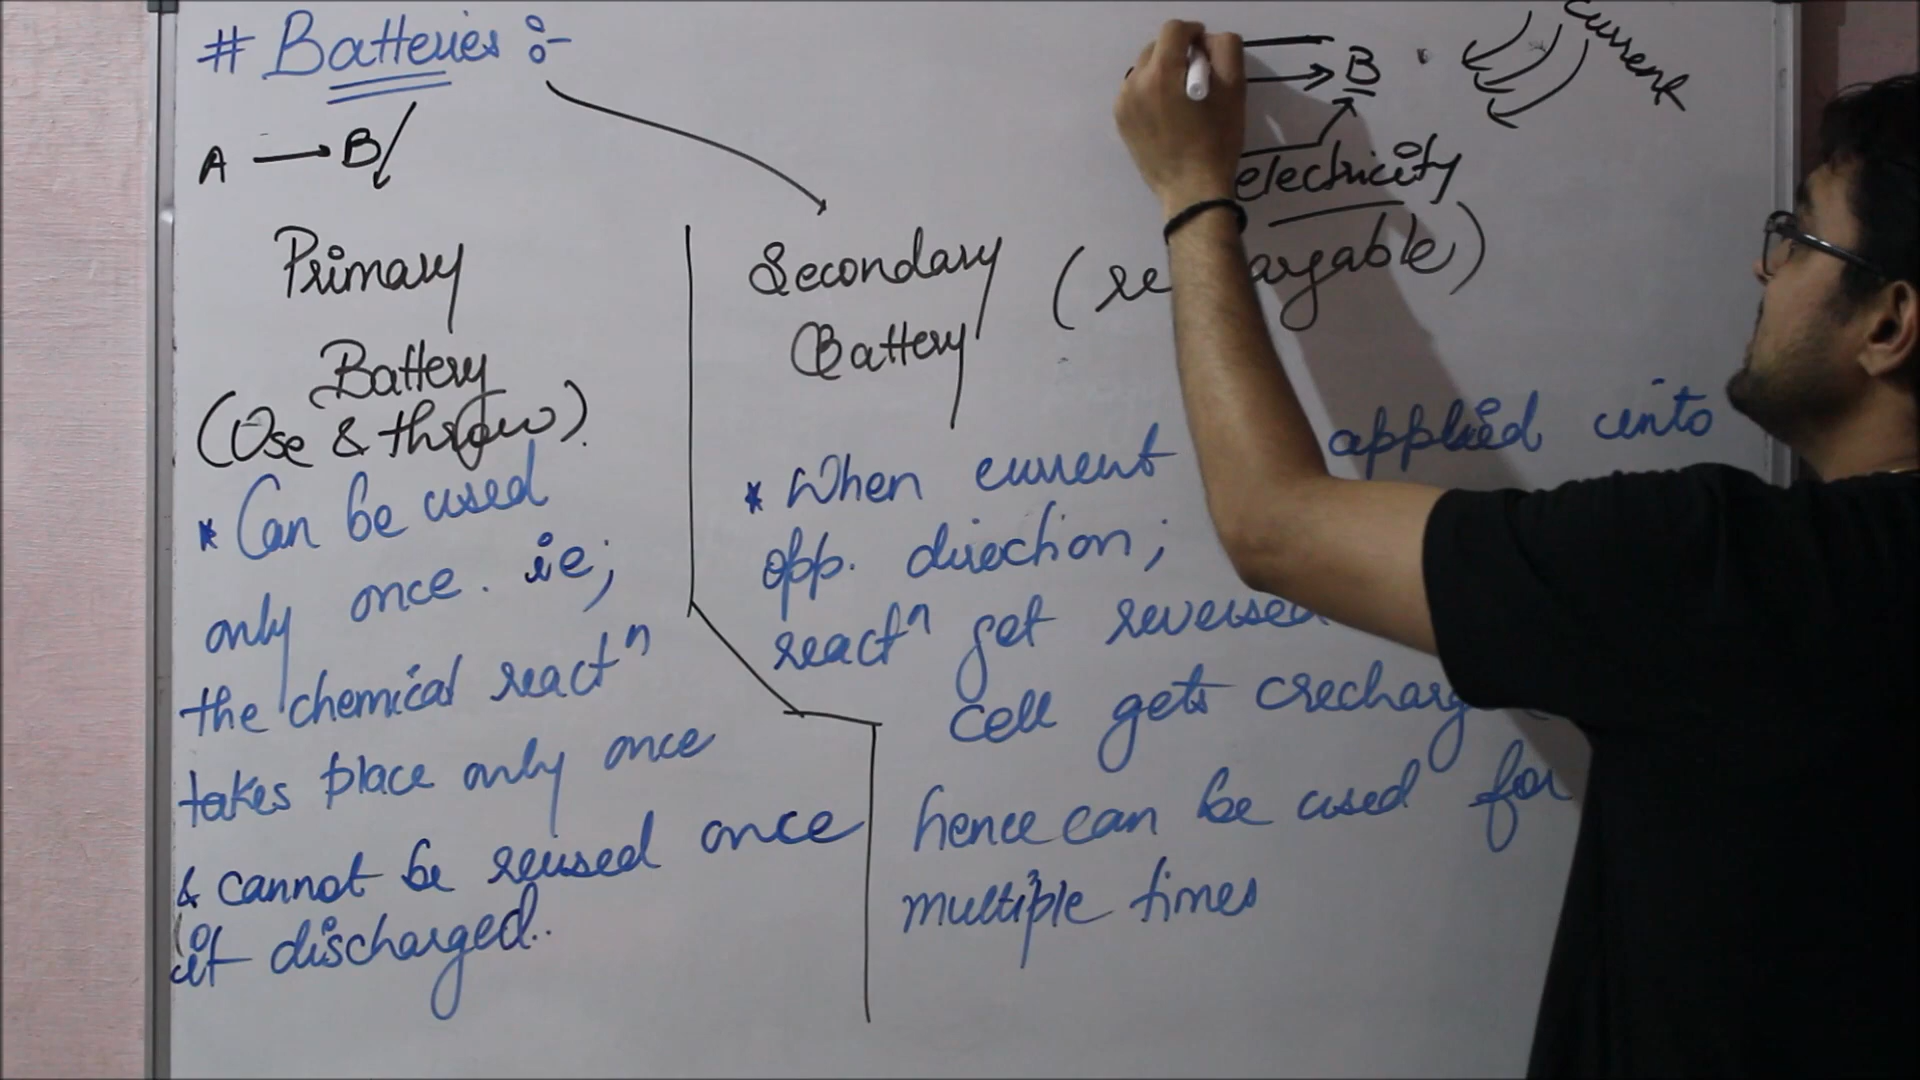 # Batteries :-
A → B
Primary
Battery
(Use & throw).
* Can be used
only once. ie;
the chemical reactⁿ
takes place only once
& cannot be reused once
it discharged..
Secondary (re argable)
Battery
* When current applied into
opp. direction;
reactⁿ get reversed
cell gets recharg
hence can be used for
multiple times
→ B
electricity
Current